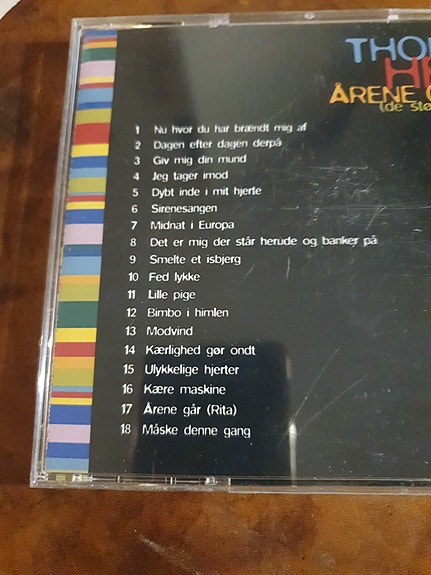 ÅRENE
(de
1 Nu hvor du har brændt mig af
2 Dagen efter dagen derpå
3 Giv mig din mund
4 Jeg tager imod
5 Dybt inde i mit hjerte
6 Sirenesangen
7 Midnat i Europa
8 Det er mig der står herude og banker på
9 Smelte et isbjerg
10 Fed lykke
11 Lille pige
12 Bimbo i himlen
13 Modvind
14 Kærlighed gør ondt
15 Ulykkelige hjerter
16 Kære maskine
17 Årene går (Rita)
18 Måske denne gang